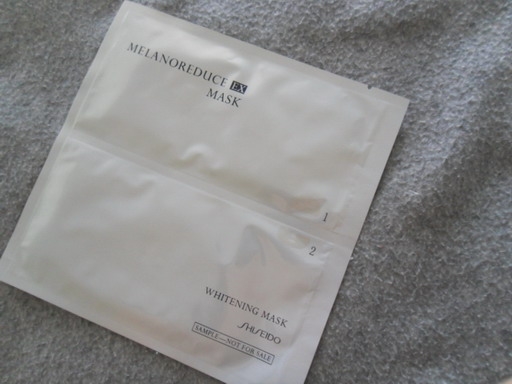 MELANOREDUCE EX
MASK
1
2
WHITENING MASK
SHISEIDO
SAMPLE—NOT FOR SALE